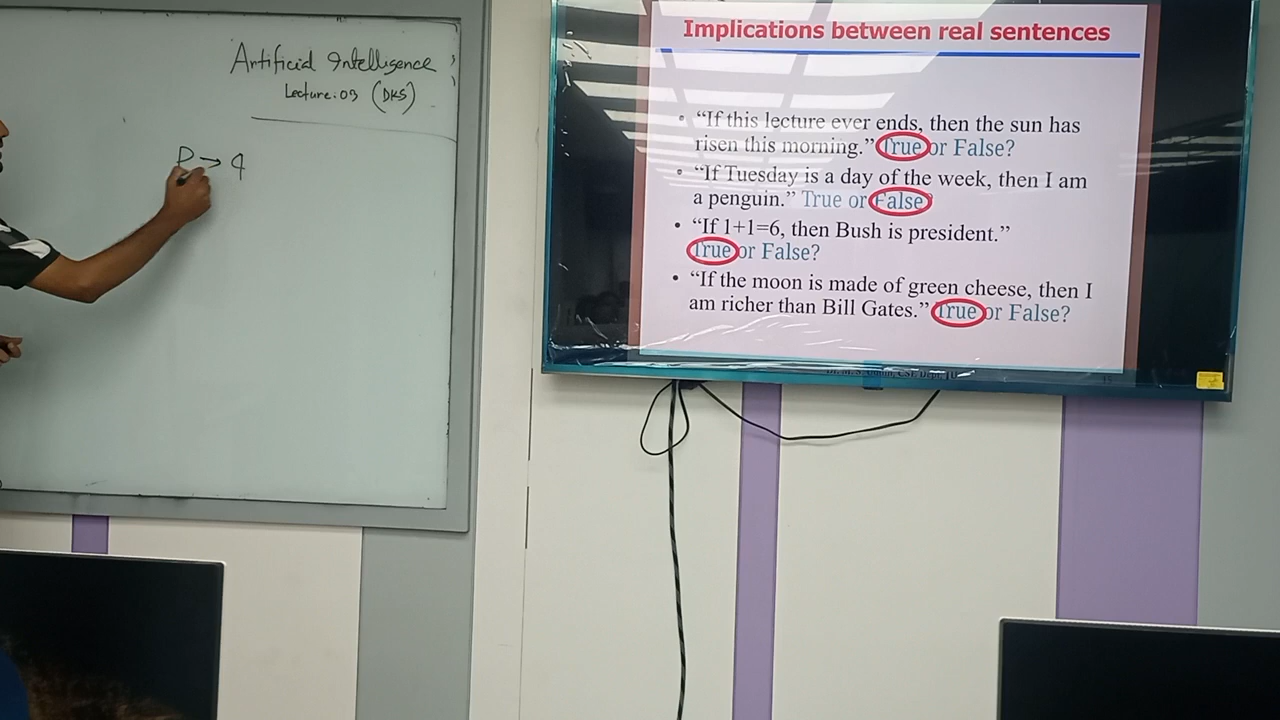 Artificial Intelligence
Lecture: 03 (DKS)
P → q
Implications between real sentences
• “If this lecture ever ends, then the sun has
risen this morning.” True or False?
• “If Tuesday is a day of the week, then I am
a penguin.” True or False?
• “If 1+1=6, then Bush is president.”
True or False?
• “If the moon is made of green cheese, then I
am richer than Bill Gates.” True or False?
15